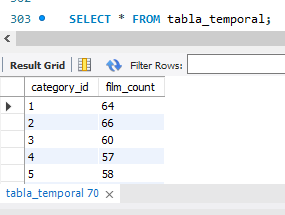 303 SELECT * FROM tabla_temporal;
Result Grid Filter Rows:
category_id film_count
1 64
2 66
3 60
4 57
5 58
tabla_temporal 70